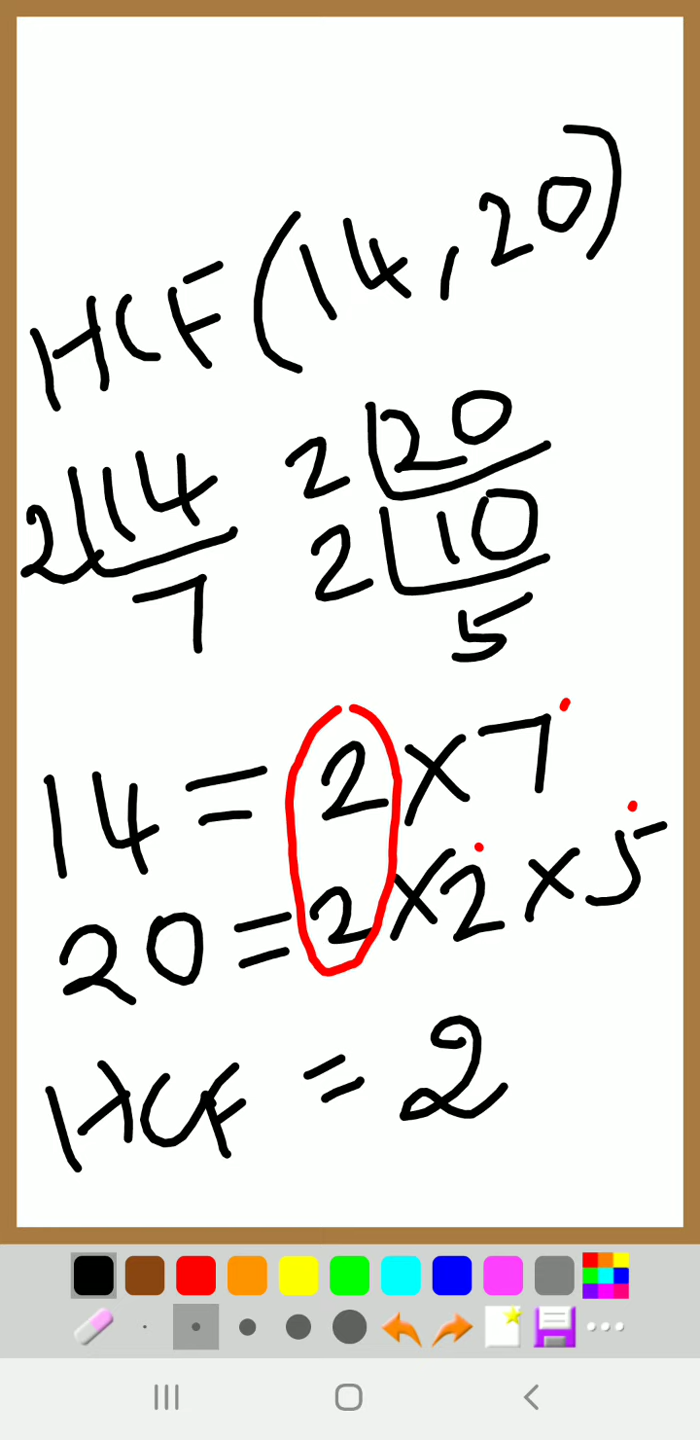 HCF(14,20)
2 14 2 20
7 2 10
5
14 = 2 × 7
20 = 2 × 2 × 5
HCF = 2